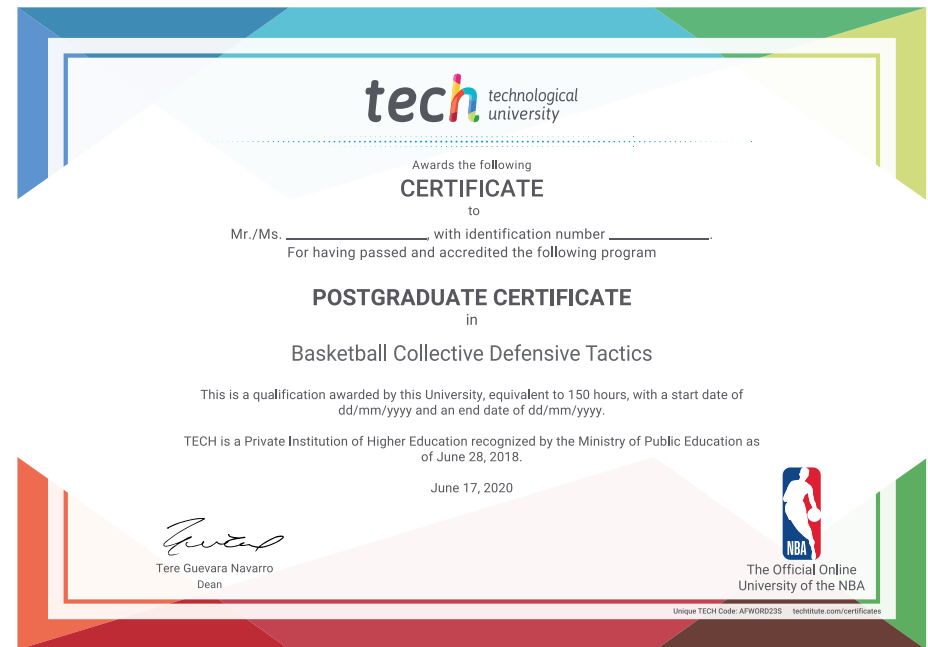 tech technological
university
Awards the following
CERTIFICATE
to
Mr./Ms. __________________, with identification number _____________.
For having passed and accredited the following program
POSTGRADUATE CERTIFICATE
in
Basketball Collective Defensive Tactics
This is a qualification awarded by this University, equivalent to 150 hours, with a start date of
dd/mm/yyyy and an end date of dd/mm/yyyy.
TECH is a Private Institution of Higher Education recognized by the Ministry of Public Education as
of June 28, 2018.
June 17, 2020
Tere Guevara Navarro
Dean
NBA
The Official Online
University of the NBA
Unique TECH Code: AFWORD23S techtitute.com/certificates